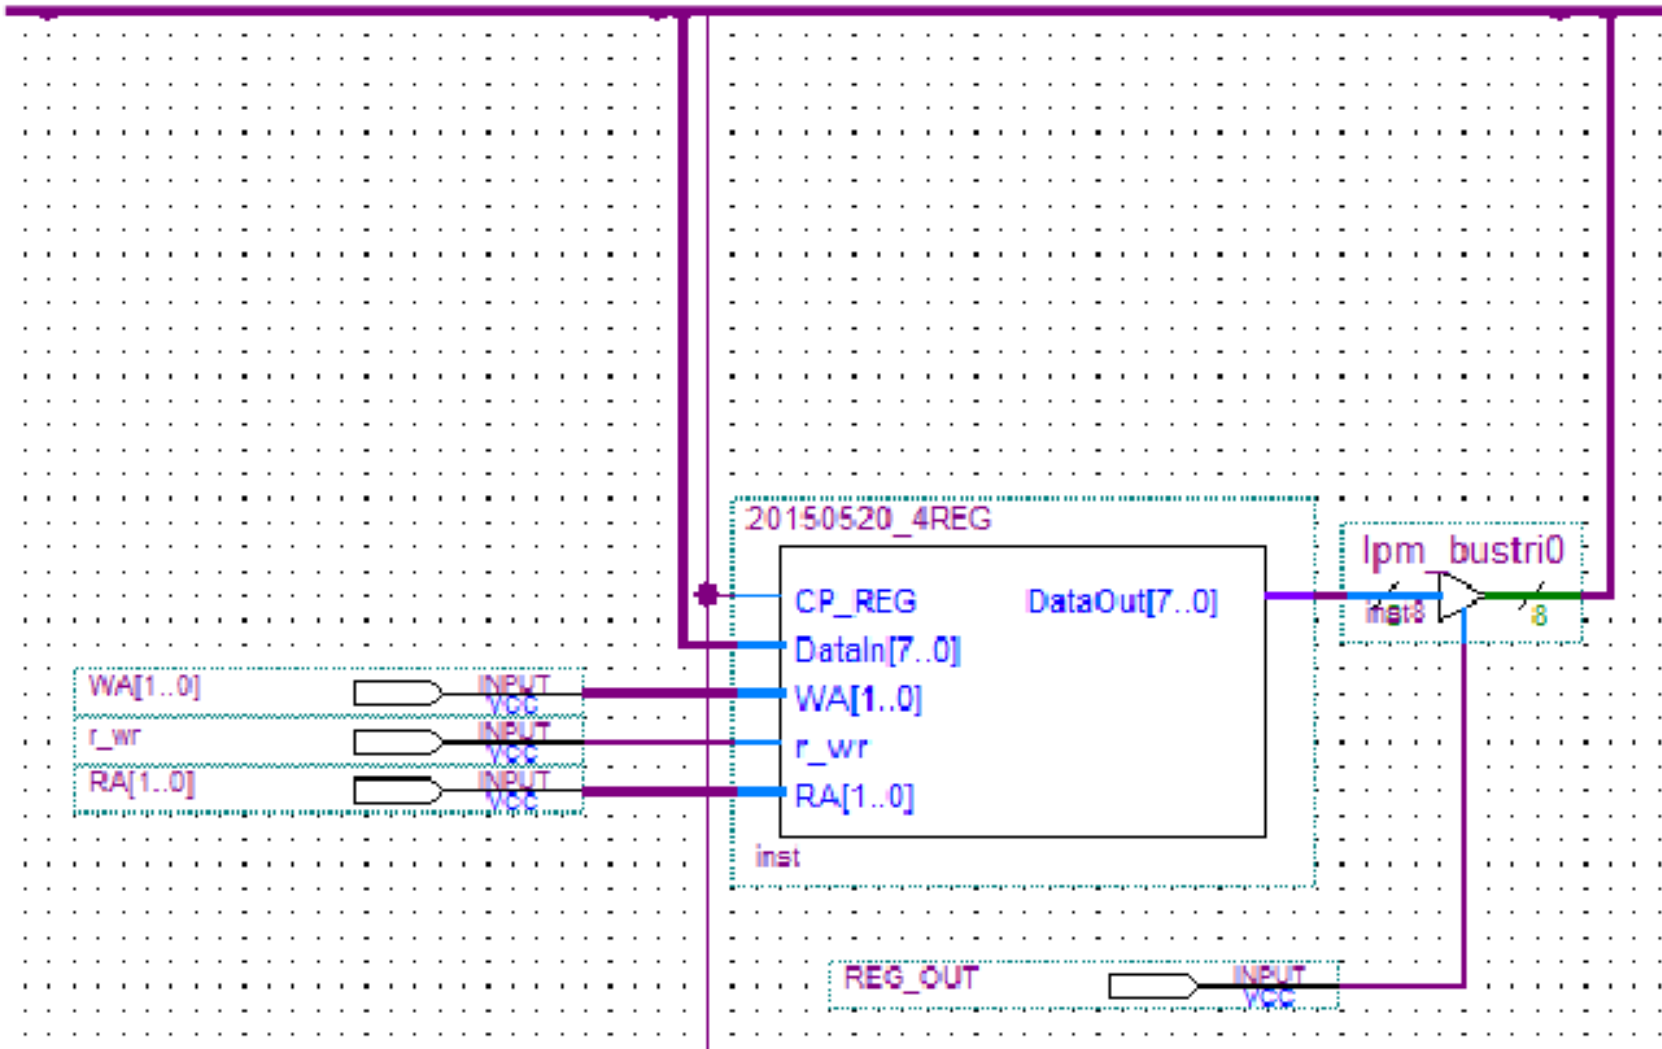 20150520_4REG
lpm_bustri0
CP_REG DataOut[7..0]
inst8
8
DataIn[7..0]
WA[1..0] INPUT
VCC
WA[1..0]
r_wr INPUT
VCC
r_wr
RA[1..0] INPUT
VCC
RA[1..0]
inst
REG_OUT INPUT
VCC